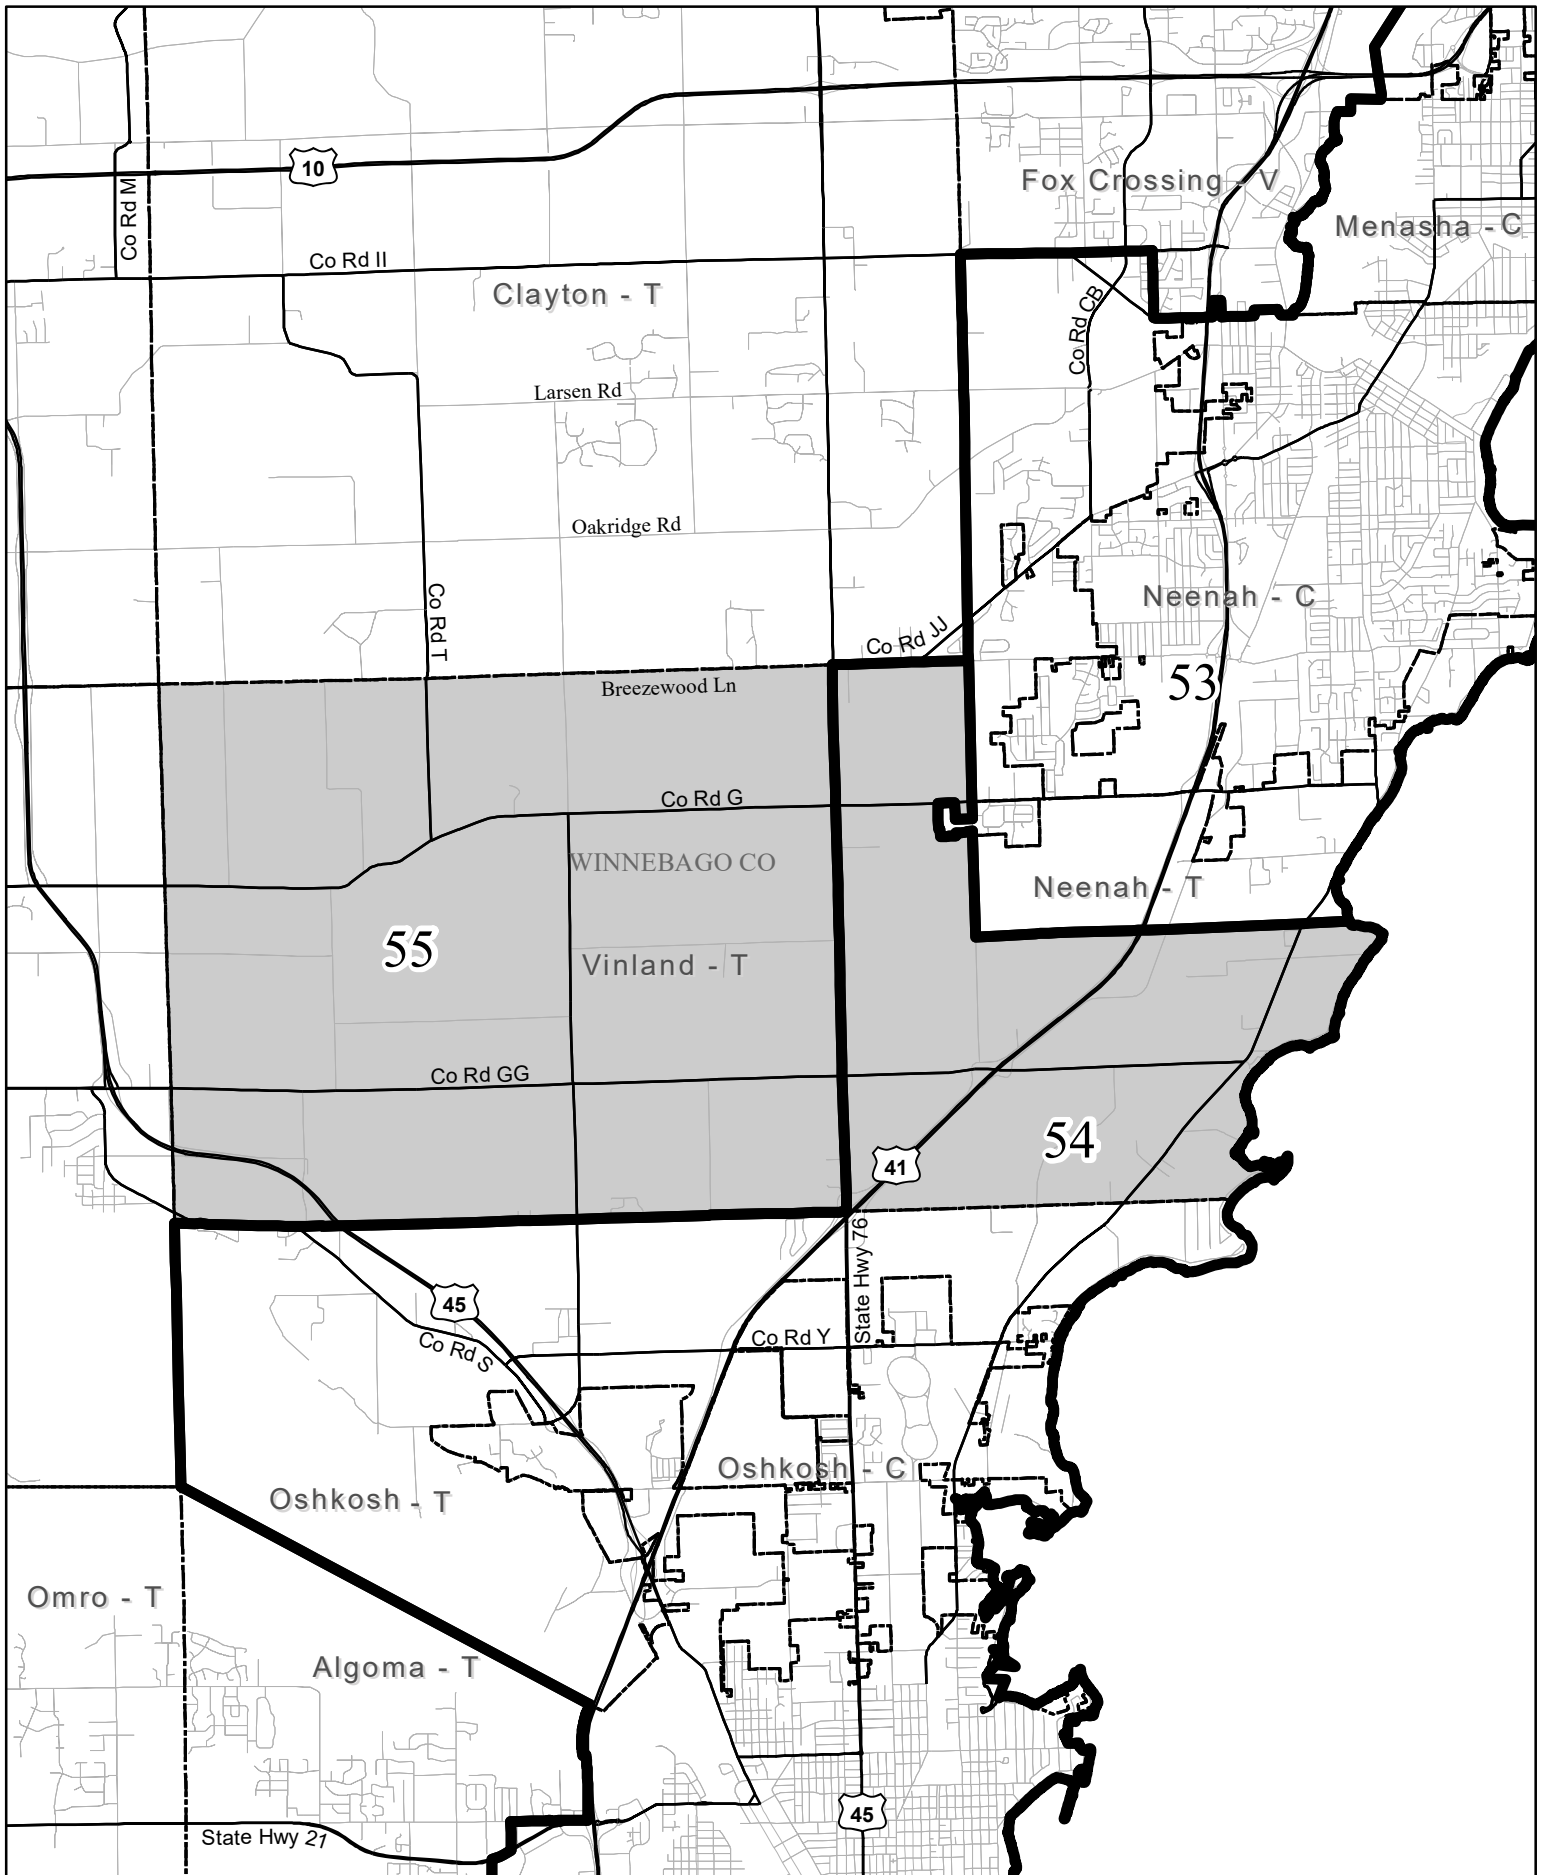 10
Fox Crossing - V
Co Rd M
Menasha - C
Co Rd II
Clayton - T
Co Rd CB
Larsen Rd
Oakridge Rd
Neenah - C
Co Rd T
Co Rd JJ
53
Breezewood Ln
Co Rd G
WINNEBAGO CO
Neenah - T
55
Vinland - T
Co Rd GG
54
41
State Hwy 76
45
Co Rd Y
Co Rd S
Oshkosh - C
Oshkosh - T
Omro - T
Algoma - T
45
State Hwy 21